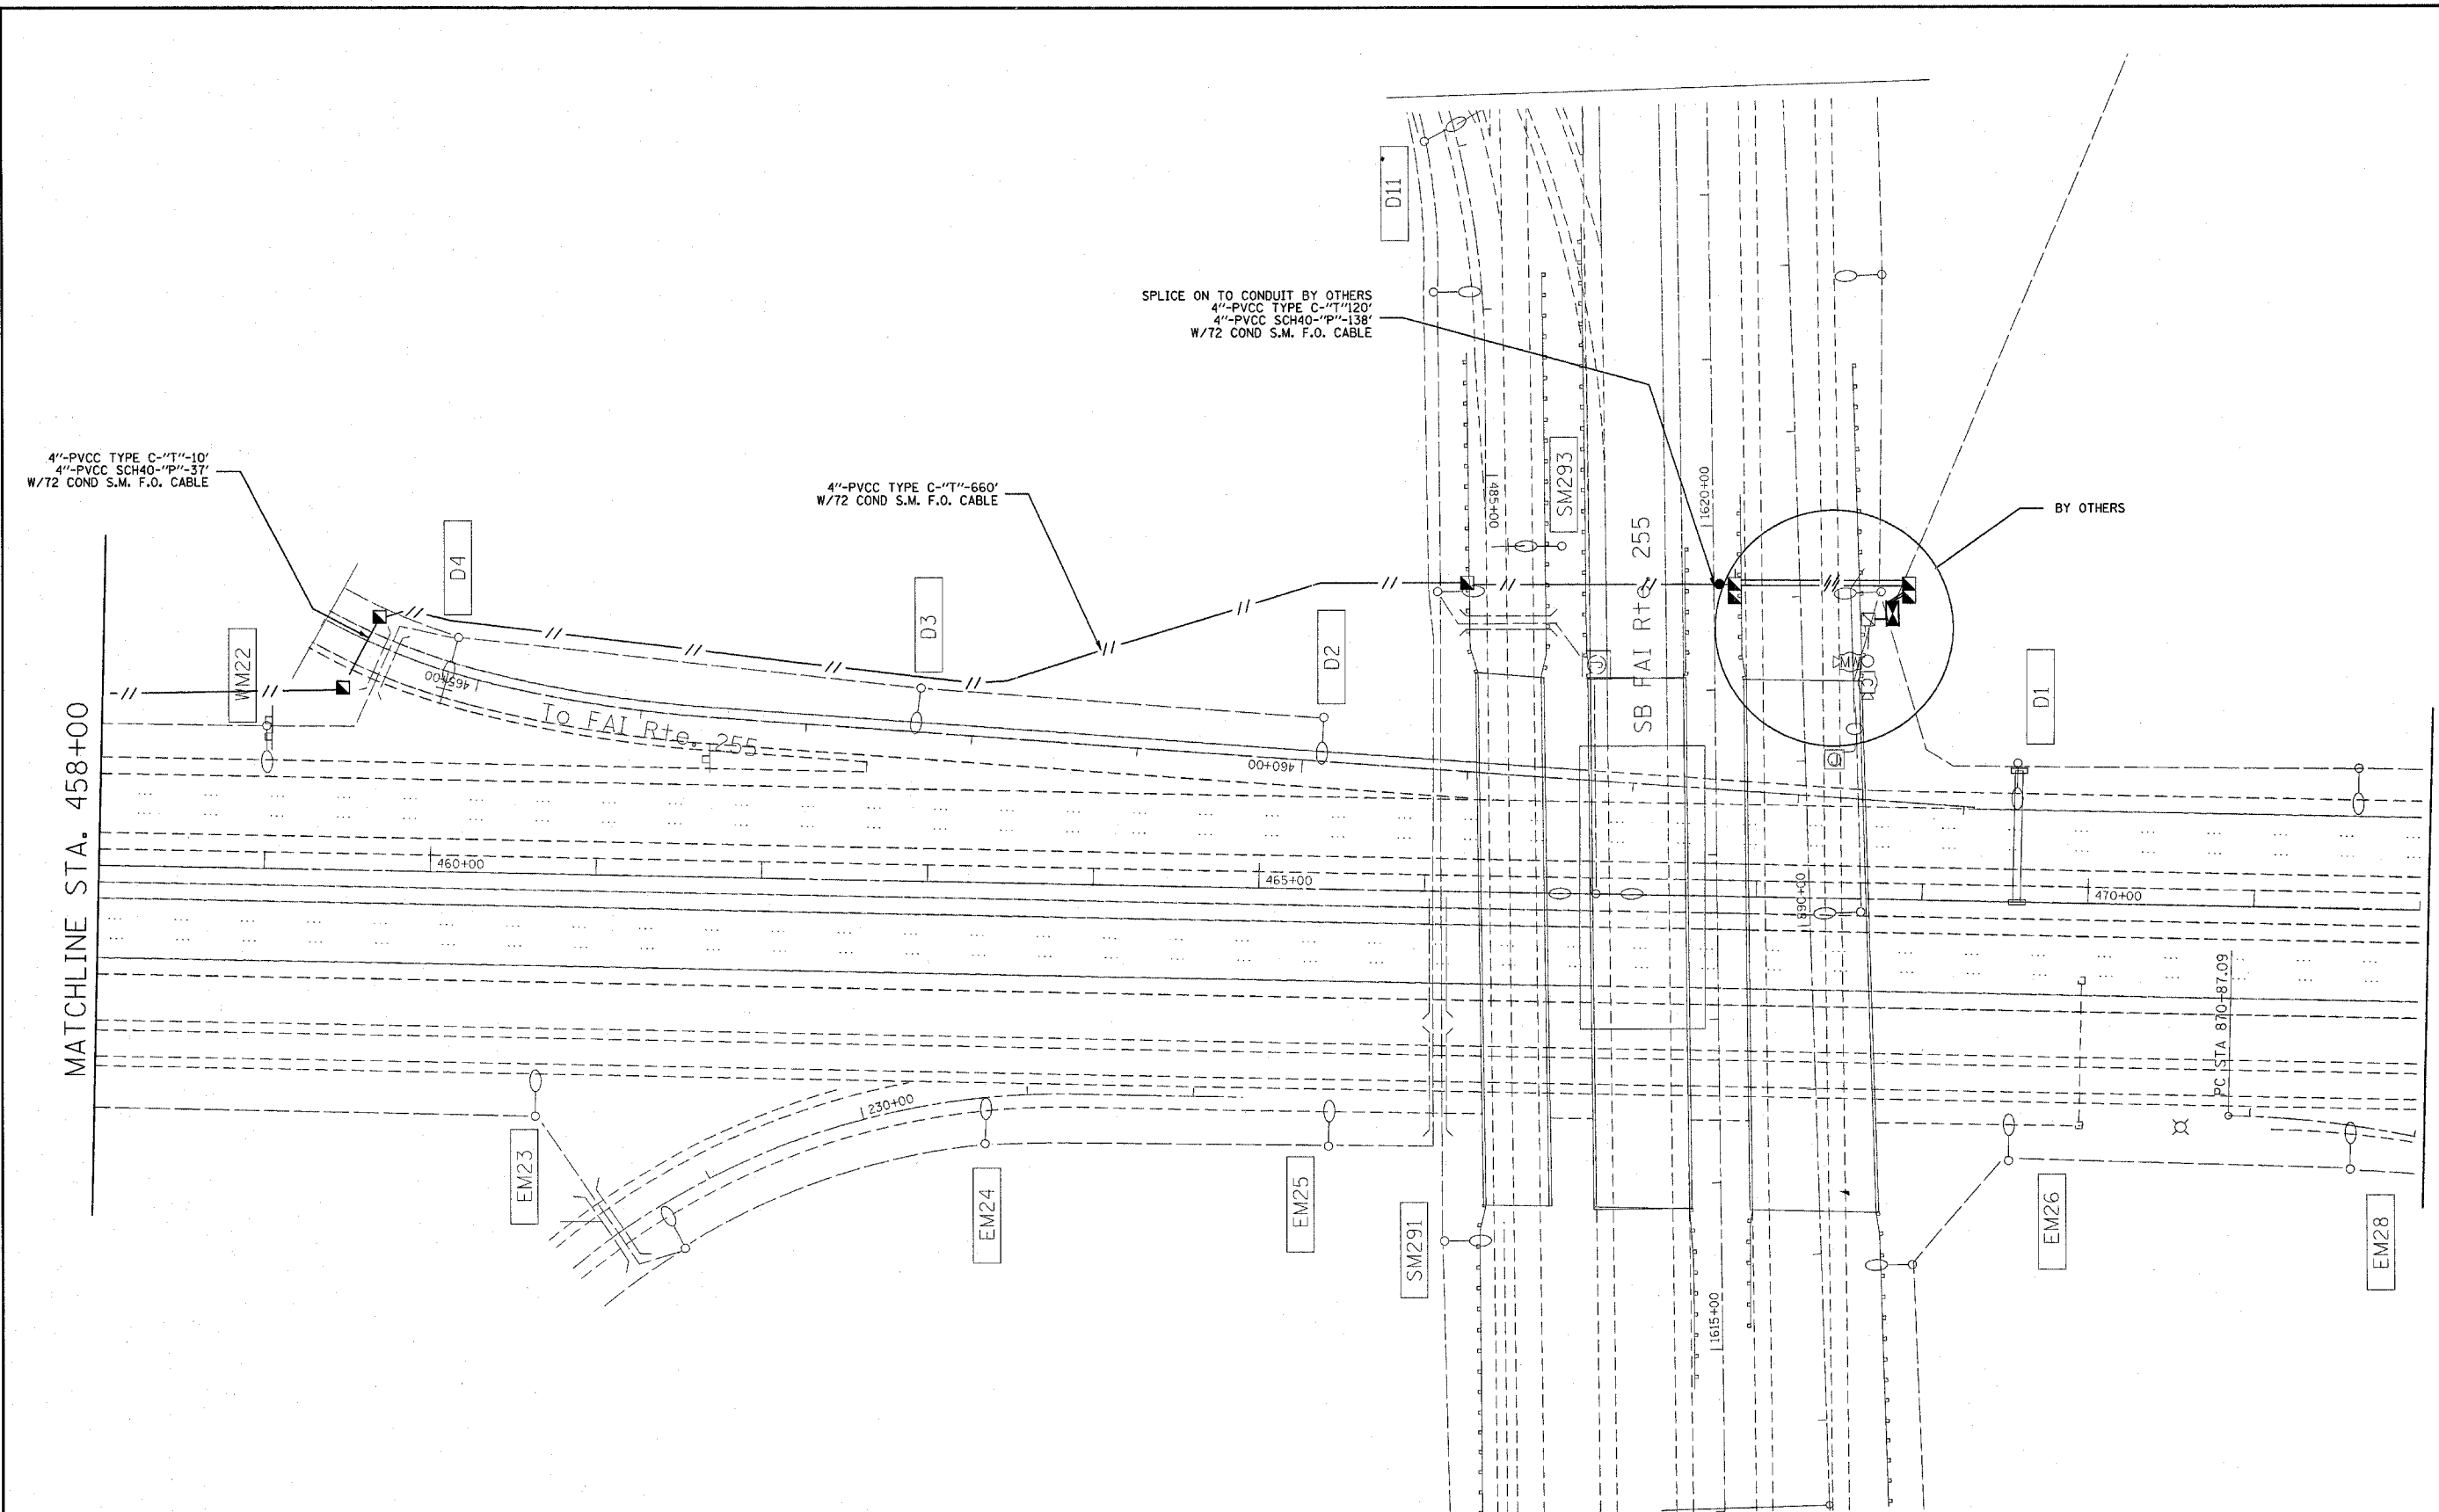 D11
SPLICE ON TO CONDUIT BY OTHERS
4"-PVCC TYPE C-"T"120'
4"-PVCC SCH40-"P"-138'
W/72 COND S.M. F.O. CABLE
4"-PVCC TYPE C-"T"-10'
4"-PVCC SCH40-"P"-37'
W/72 COND S.M. F.O. CABLE
4"-PVCC TYPE C-"T"-660'
W/72 COND S.M. F.O. CABLE
485+00
SM293
1620+00
SB FAI Rte 255
BY OTHERS
D4
D3
D2
D1
WM22
465+00
To FAI Rte. 255
460+00
J
MW
C
J
MATCHLINE STA. 458+00
460+00
465+00
890+00
470+00
PC STA 870+87.09
230+00
EM23
EM24
EM25
SM291
1615+00
EM26
EM28